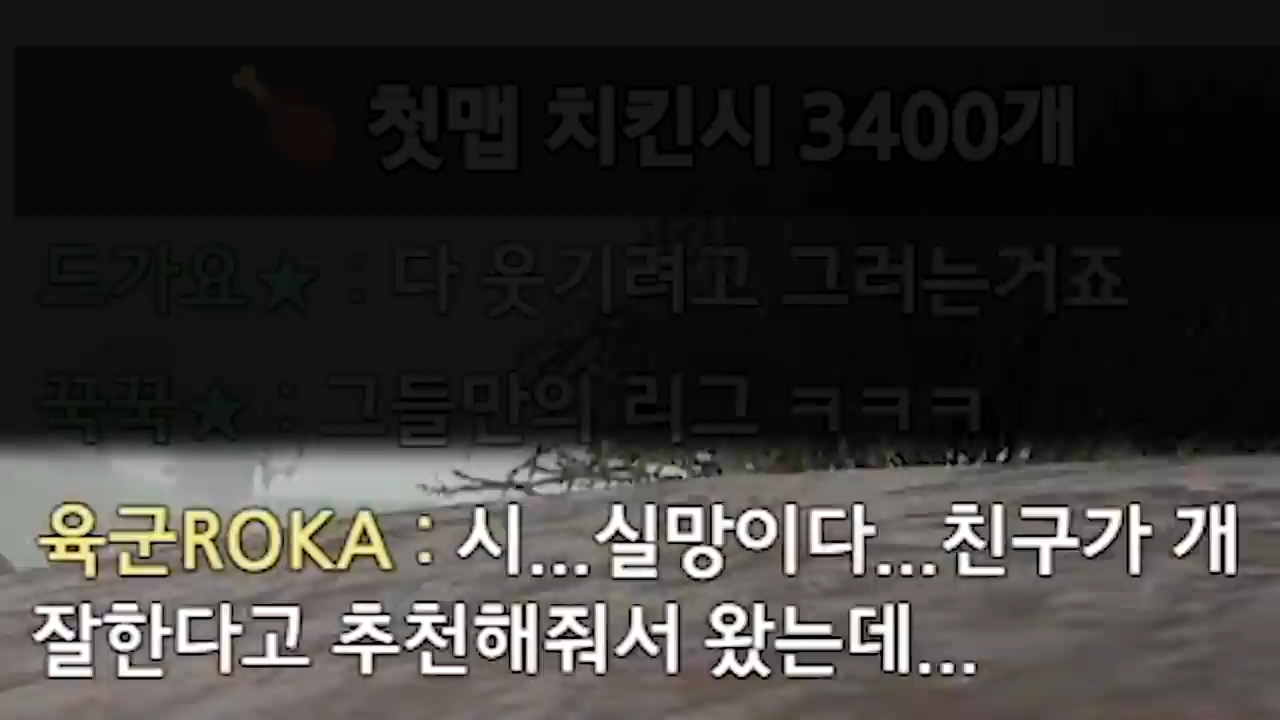 첫맵 치킨시 3400개
드가요★ : 다 웃기려고 그러는거죠
꾹꾹★ : 그들만의 리그 ㅋㅋㅋ
육군ROKA : 시...실망이다...친구가 개
잘한다고 추천해줘서 왔는데...